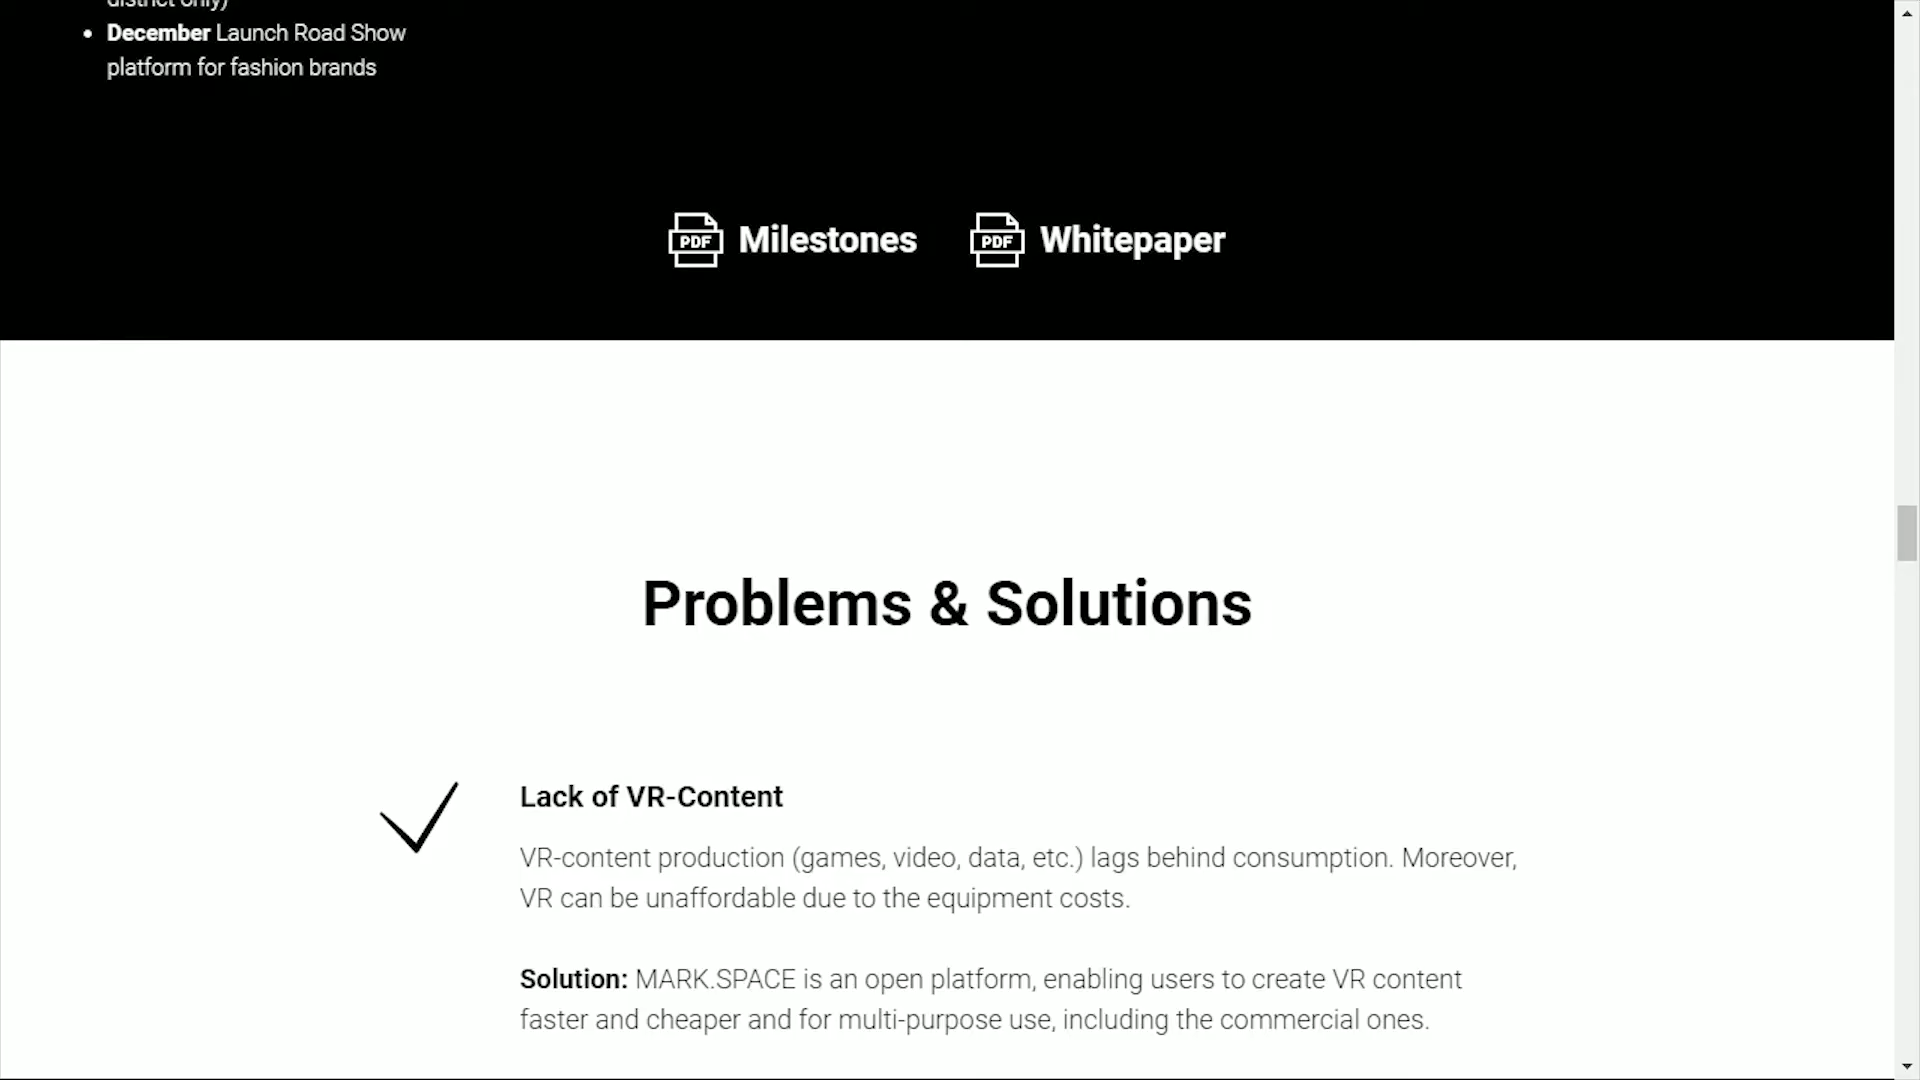 district only)
December Launch Road Show
platform for fashion brands
PDF Milestones PDF Whitepaper
Problems & Solutions
Lack of VR-Content
VR-content production (games, video, data, etc.) lags behind consumption. Moreover,
VR can be unaffordable due to the equipment costs.
Solution: MARK.SPACE is an open platform, enabling users to create VR content
faster and cheaper and for multi-purpose use, including the commercial ones.